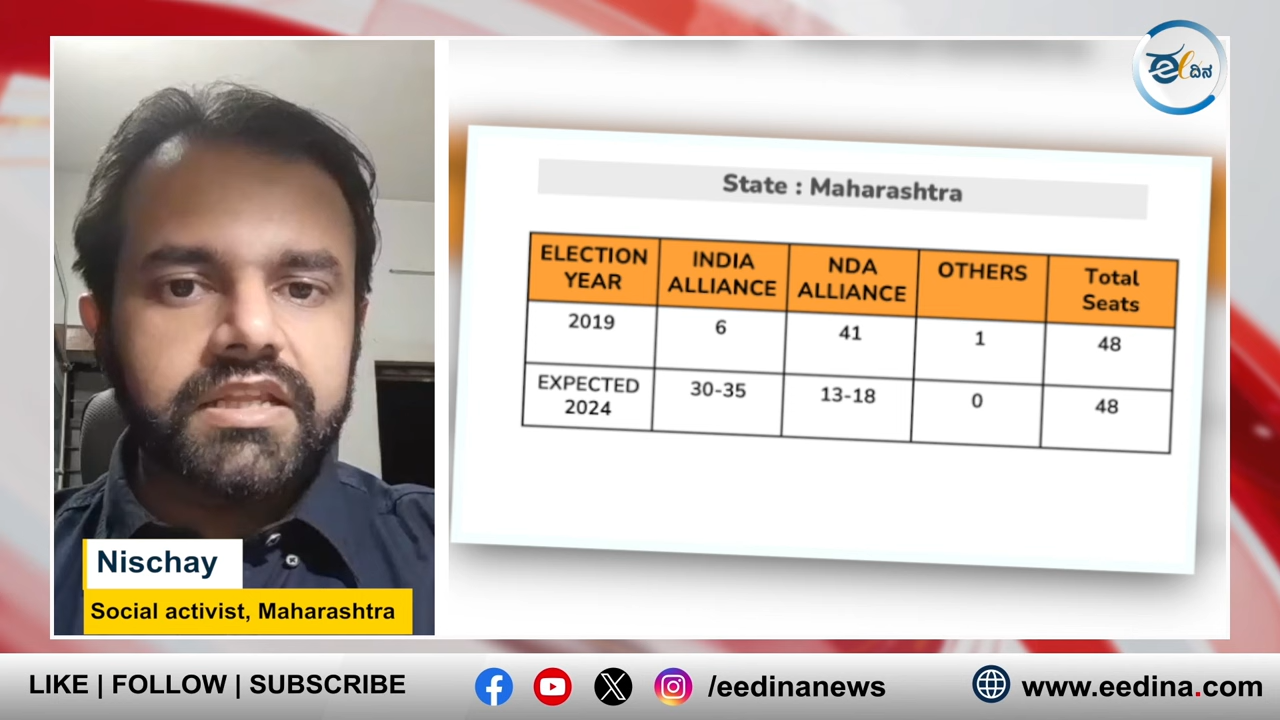 ಈ ದಿನ
State : Maharashtra
ELECTION YEAR | INDIA ALLIANCE | NDA ALLIANCE | OTHERS | Total Seats
2019 | 6 | 41 | 1 | 48
EXPECTED 2024 | 30-35 | 13-18 | 0 | 48
Nischay
Social activist, Maharashtra
LIKE | FOLLOW | SUBSCRIBE
/eedinanews
www.eedina.com